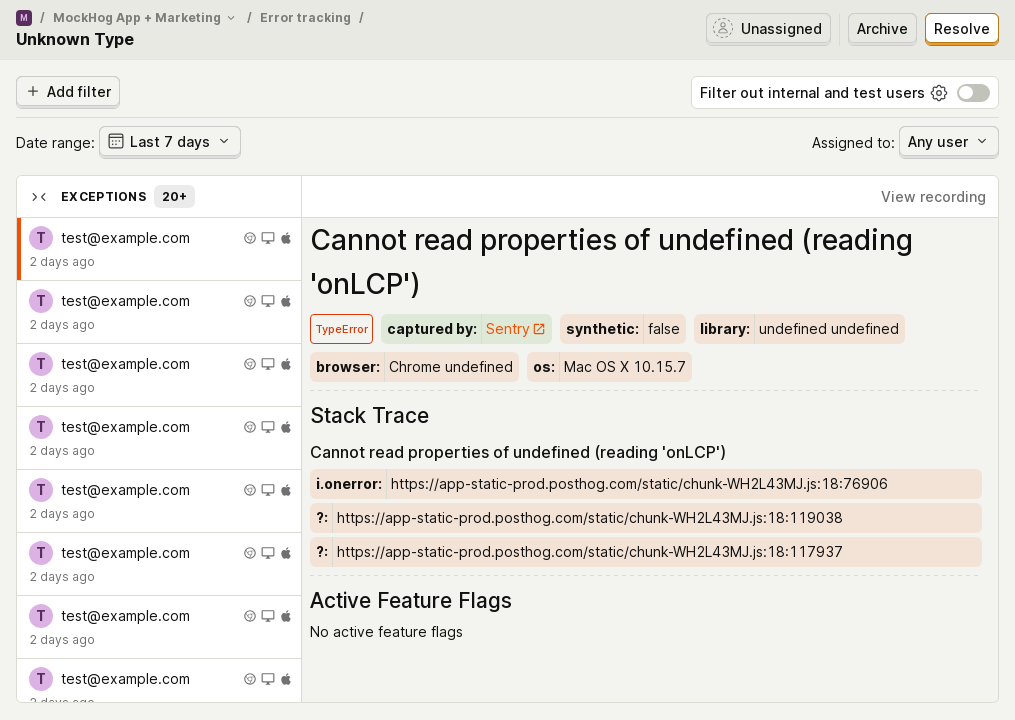 M / MockHog App + Marketing / Error tracking /
Unknown Type
Unassigned
Archive
Resolve
Add filter
Filter out internal and test users
Date range: Last 7 days
Assigned to: Any user
EXCEPTIONS 20+
View recording
T test@example.com
2 days ago
T test@example.com
2 days ago
T test@example.com
2 days ago
T test@example.com
2 days ago
T test@example.com
2 days ago
T test@example.com
2 days ago
T test@example.com
2 days ago
T test@example.com
2 days ago
Cannot read properties of undefined (reading
'onLCP')
TypeError captured by: Sentry synthetic: false library: undefined undefined
browser: Chrome undefined os: Mac OS X 10.15.7
Stack Trace
Cannot read properties of undefined (reading 'onLCP')
i.onerror: https://app-static-prod.posthog.com/static/chunk-WH2L43MJ.js:18:76906
?: https://app-static-prod.posthog.com/static/chunk-WH2L43MJ.js:18:119038
?: https://app-static-prod.posthog.com/static/chunk-WH2L43MJ.js:18:117937
Active Feature Flags
No active feature flags